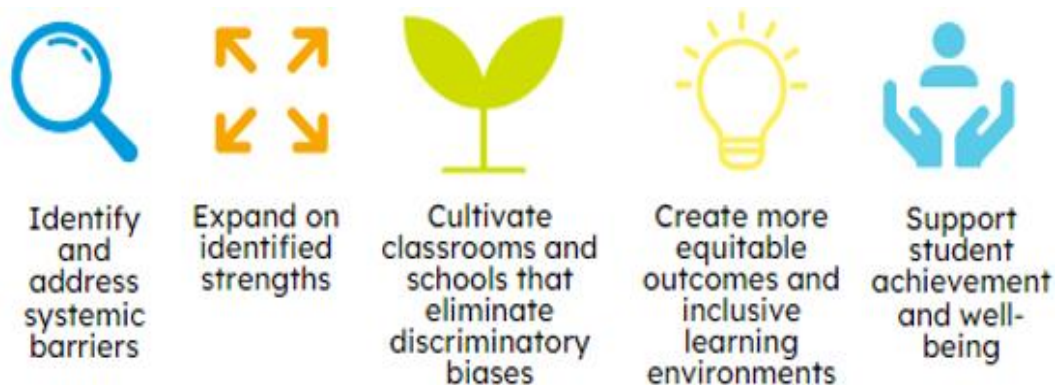 Identify
and
address
systemic
barriers
Expand on
identified
strengths
Cultivate
classrooms and
schools that
eliminate
discriminatory
biases
Create more
equitable
outcomes and
inclusive
learning
environments
Support
student
achievement
and well-
being